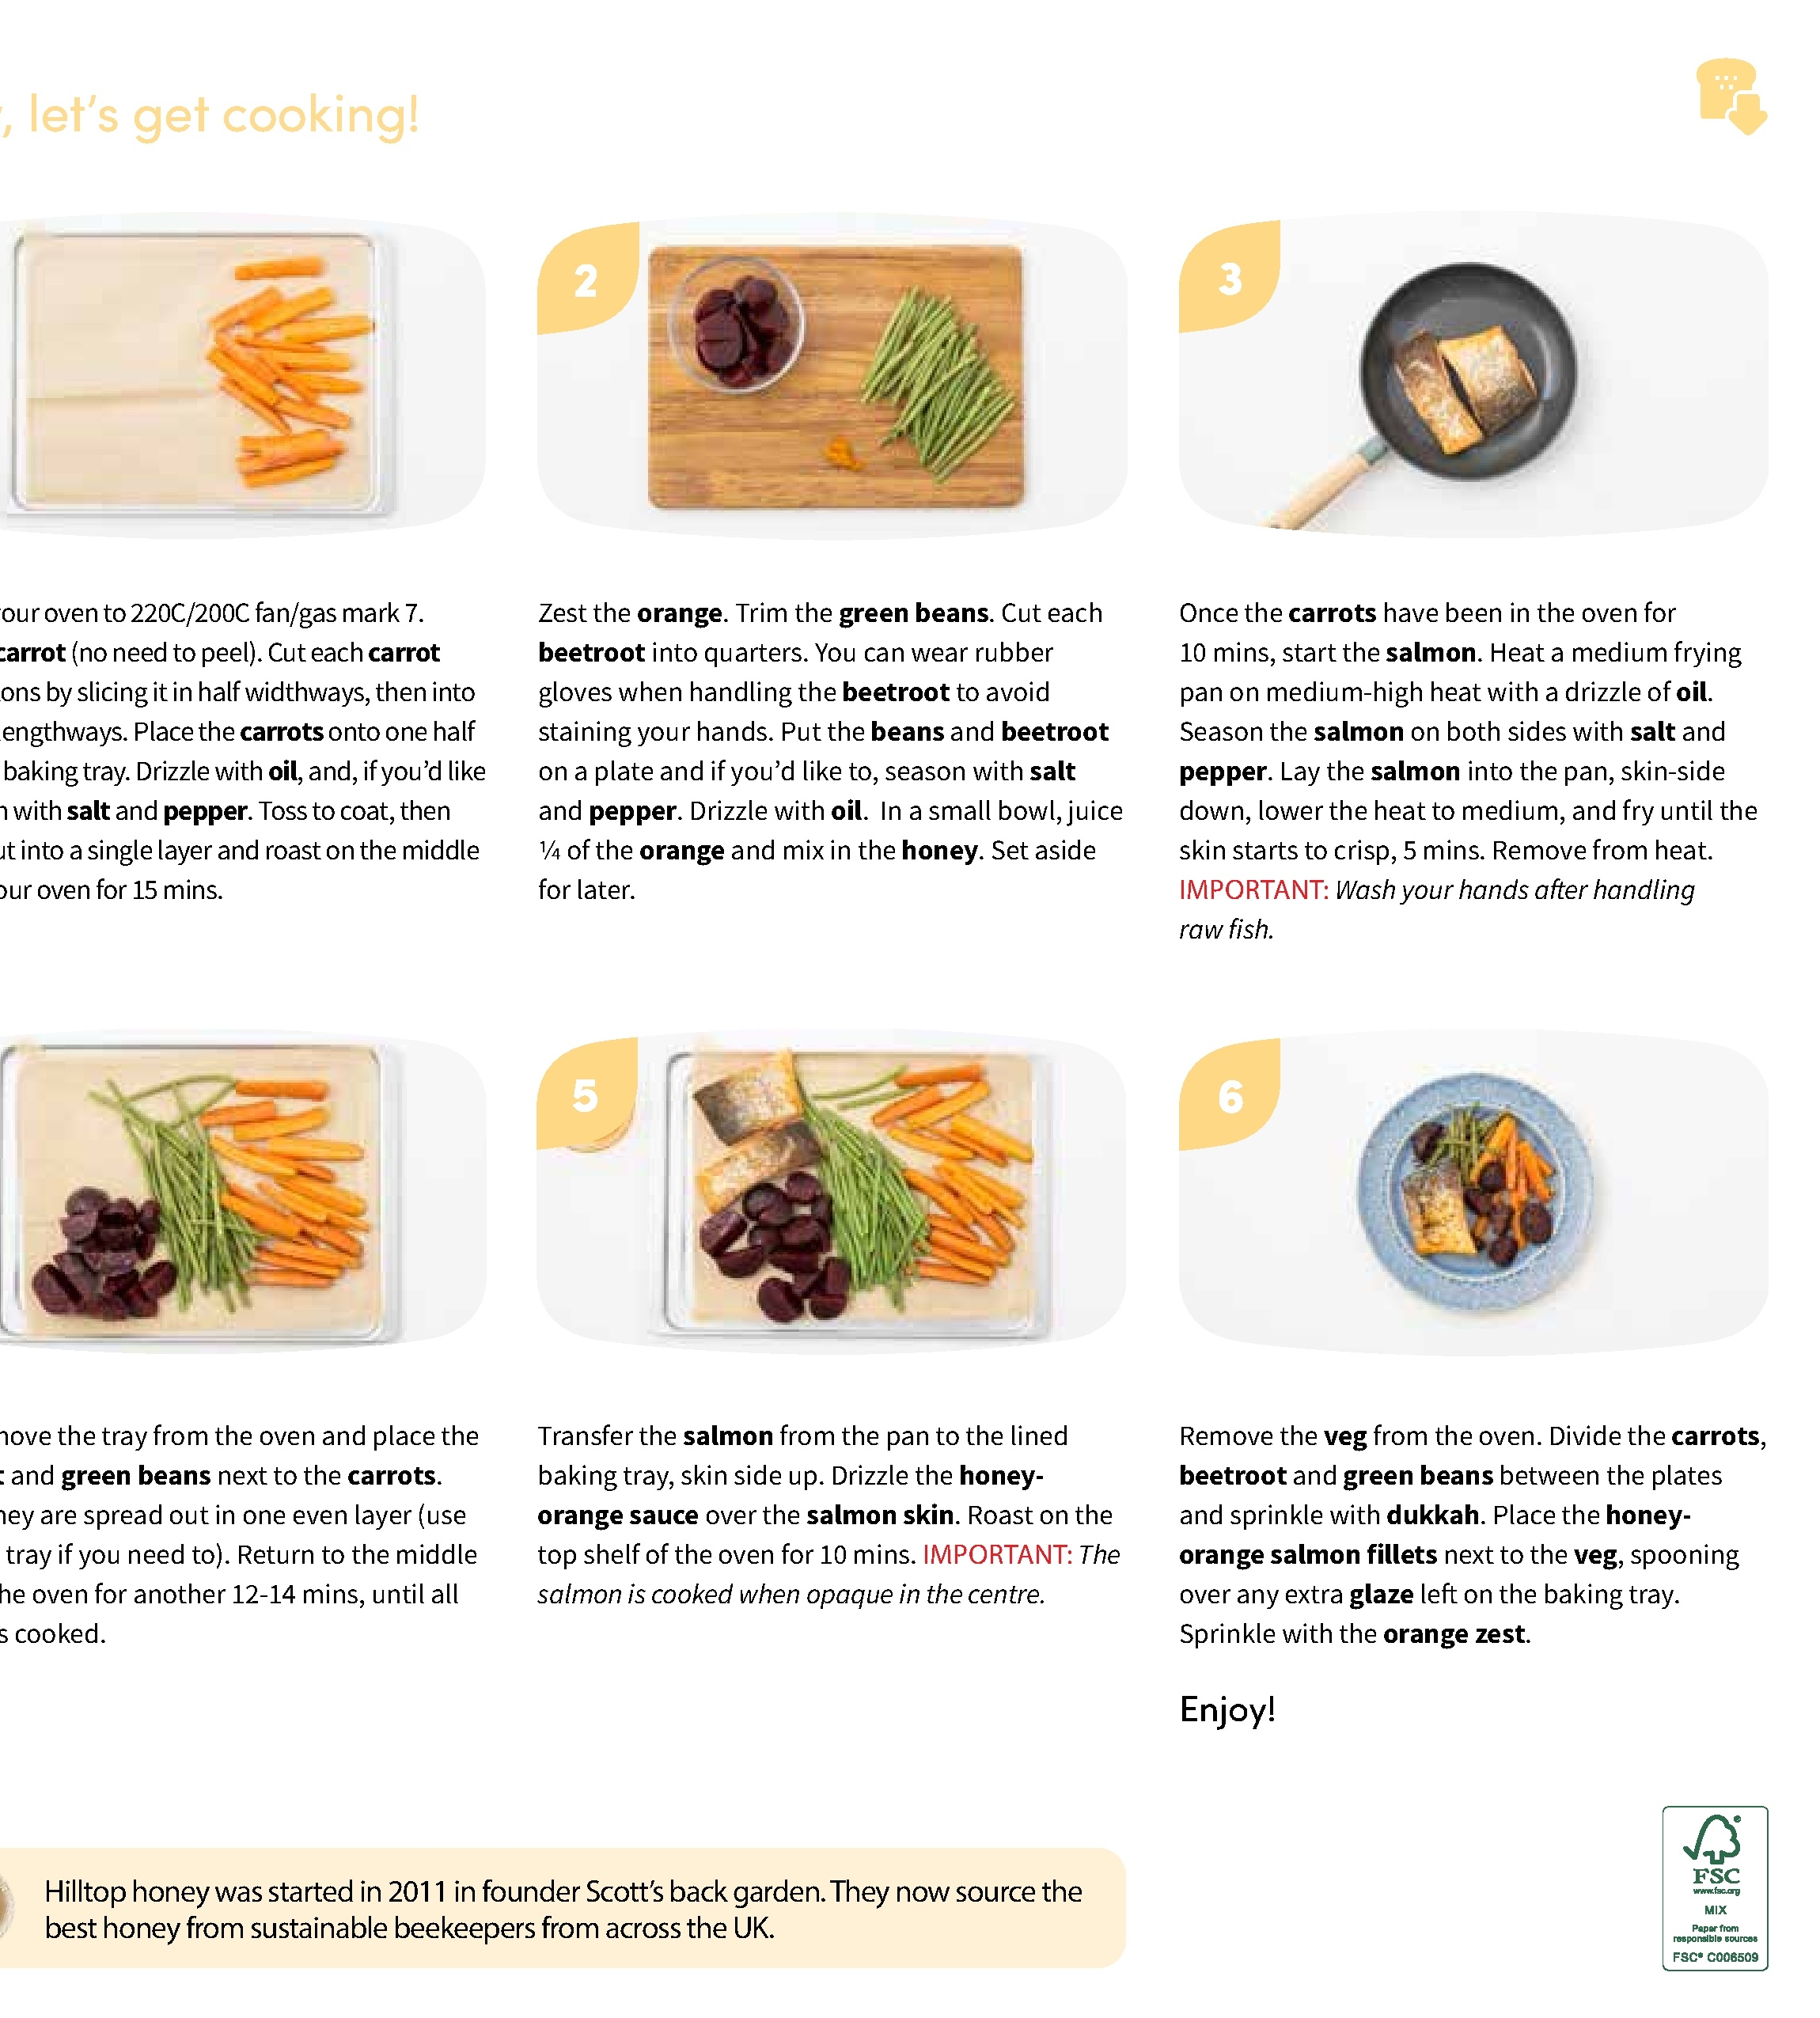 , let's get cooking!
2
3
our oven to 220C/200C fan/gas mark 7.
carrot (no need to peel). Cut each carrot
ons by slicing it in half widthways, then into
lengthways. Place the carrots onto one half
baking tray. Drizzle with oil, and, if you'd like
with salt and pepper. Toss to coat, then
ut into a single layer and roast on the middle
our oven for 15 mins.
Zest the orange. Trim the green beans. Cut each
beetroot into quarters. You can wear rubber
gloves when handling the beetroot to avoid
staining your hands. Put the beans and beetroot
on a plate and if you'd like to, season with salt
and pepper. Drizzle with oil. In a small bowl, juice
¼ of the orange and mix in the honey. Set aside
for later.
Once the carrots have been in the oven for
10 mins, start the salmon. Heat a medium frying
pan on medium-high heat with a drizzle of oil.
Season the salmon on both sides with salt and
pepper. Lay the salmon into the pan, skin-side
down, lower the heat to medium, and fry until the
skin starts to crisp, 5 mins. Remove from heat.
IMPORTANT: Wash your hands after handling
raw fish.
5
6
move the tray from the oven and place the
and green beans next to the carrots.
hey are spread out in one even layer (use
tray if you need to). Return to the middle
he oven for another 12-14 mins, until all
s cooked.
Transfer the salmon from the pan to the lined
baking tray, skin side up. Drizzle the honey-
orange sauce over the salmon skin. Roast on the
top shelf of the oven for 10 mins. IMPORTANT: The
salmon is cooked when opaque in the centre.
Remove the veg from the oven. Divide the carrots,
beetroot and green beans between the plates
and sprinkle with dukkah. Place the honey-
orange salmon fillets next to the veg, spooning
over any extra glaze left on the baking tray.
Sprinkle with the orange zest.
Enjoy!
Hilltop honey was started in 2011 in founder Scott's back garden. They now source the
best honey from sustainable beekeepers from across the UK.
®
FSC
www.fsc.org
MIX
Paper from
responsible sources
FSC® C006509